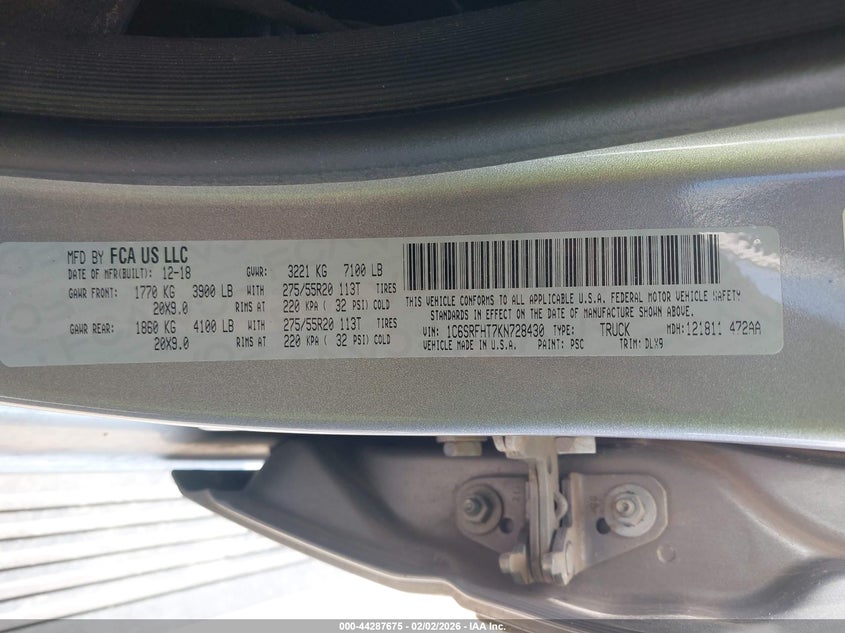 MFD BY FCA US LLC
DATE OF MFR(BUILT): 12-18 GVWR: 3221 KG 7100 LB
GAWR FRONT: 1770 KG 3900 LB WITH 275/55R20 113T TIRES
20X9.0 RIMS AT 220 KPA ( 32 PSI) COLD
GAWR REAR: 1860 KG 4100 LB WITH 275/55R20 113T TIRES
20X9.0 RIMS AT 220 KPA ( 32 PSI) COLD
THIS VEHICLE CONFORMS TO ALL APPLICABLE U.S.A. FEDERAL MOTOR VEHICLE SAFETY
STANDARDS IN EFFECT ON THE DATE OF MANUFACTURE SHOWN ABOVE.
VIN: 1C6SRFHT7KN728430 TYPE: TRUCK MDH:121811 472AA
VEHICLE MADE IN U.S.A. PAINT: PSC TRIM: DLX9
000-44287675 - 02/02/2026 - IAA Inc.